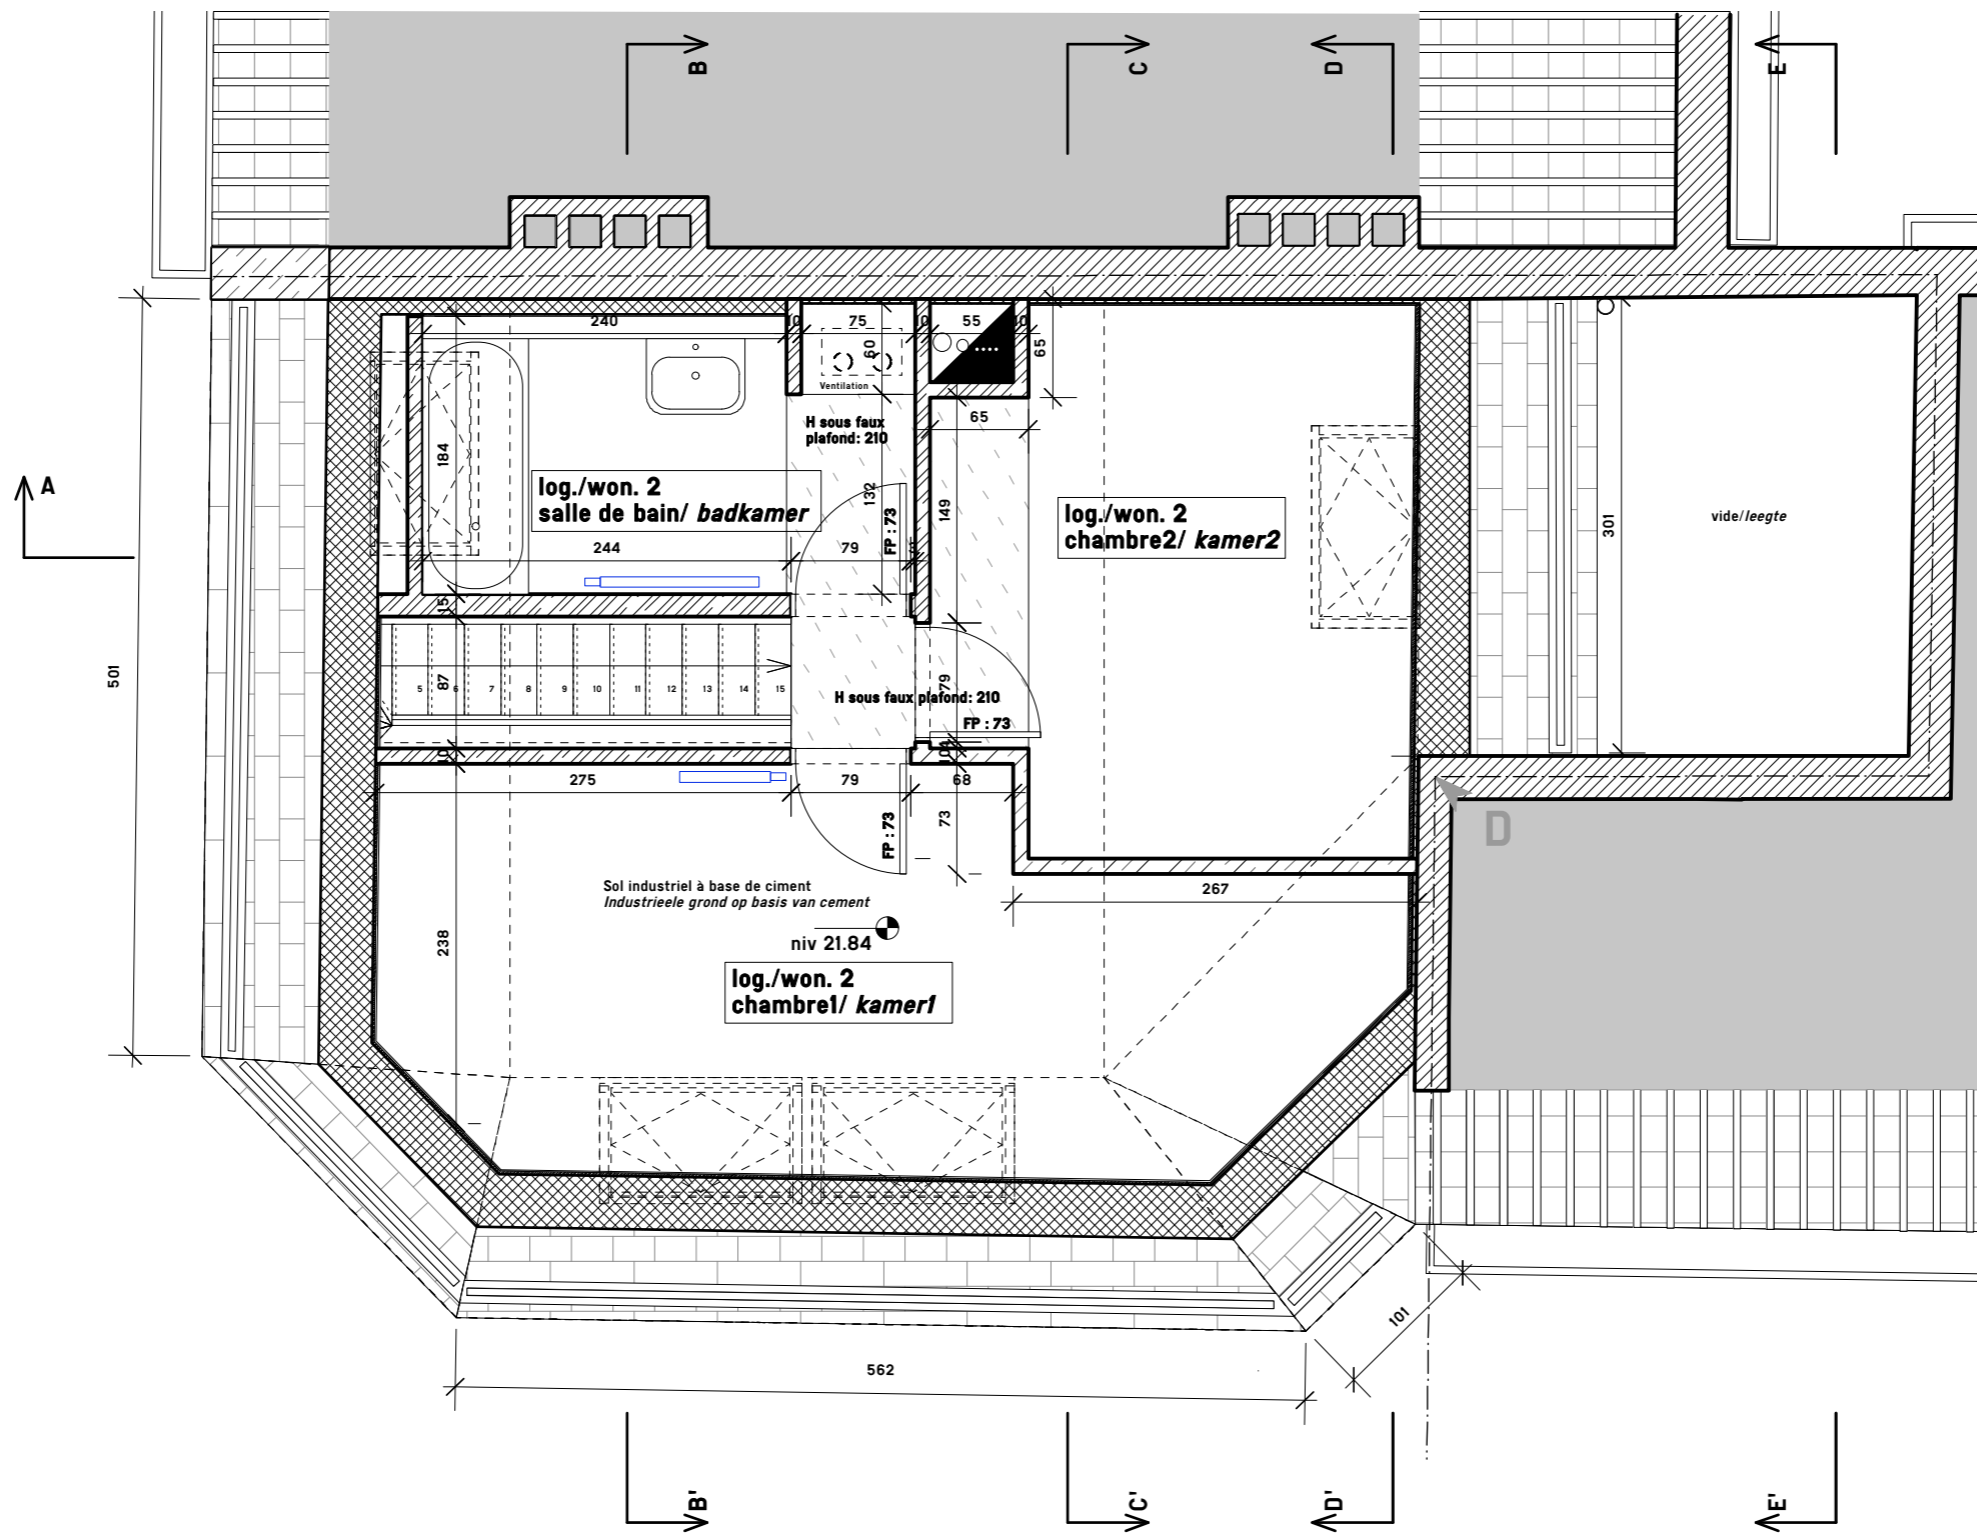 B
C
D
E
240
10
75
10
55
10
60
65
Ventilation
H sous faux
plafond: 210
65
184
A
log./won. 2
salle de bain/ badkamer
132
FP : 73
149
log./won. 2
chambre2/ kamer2
301
vide/leegte
244
79
15
501
87
5
6
7
8
9
10
11
12
13
14
15
79
H sous faux plafond: 210
FP : 73
10
10
275
79
68
73
FP : 73
D
267
Sol industriel à base de ciment
Industrieele grond op basis van cement
238
niv 21.84
log./won. 2
chambre1/ kamer1
101
562
B'
C'
D'
E'